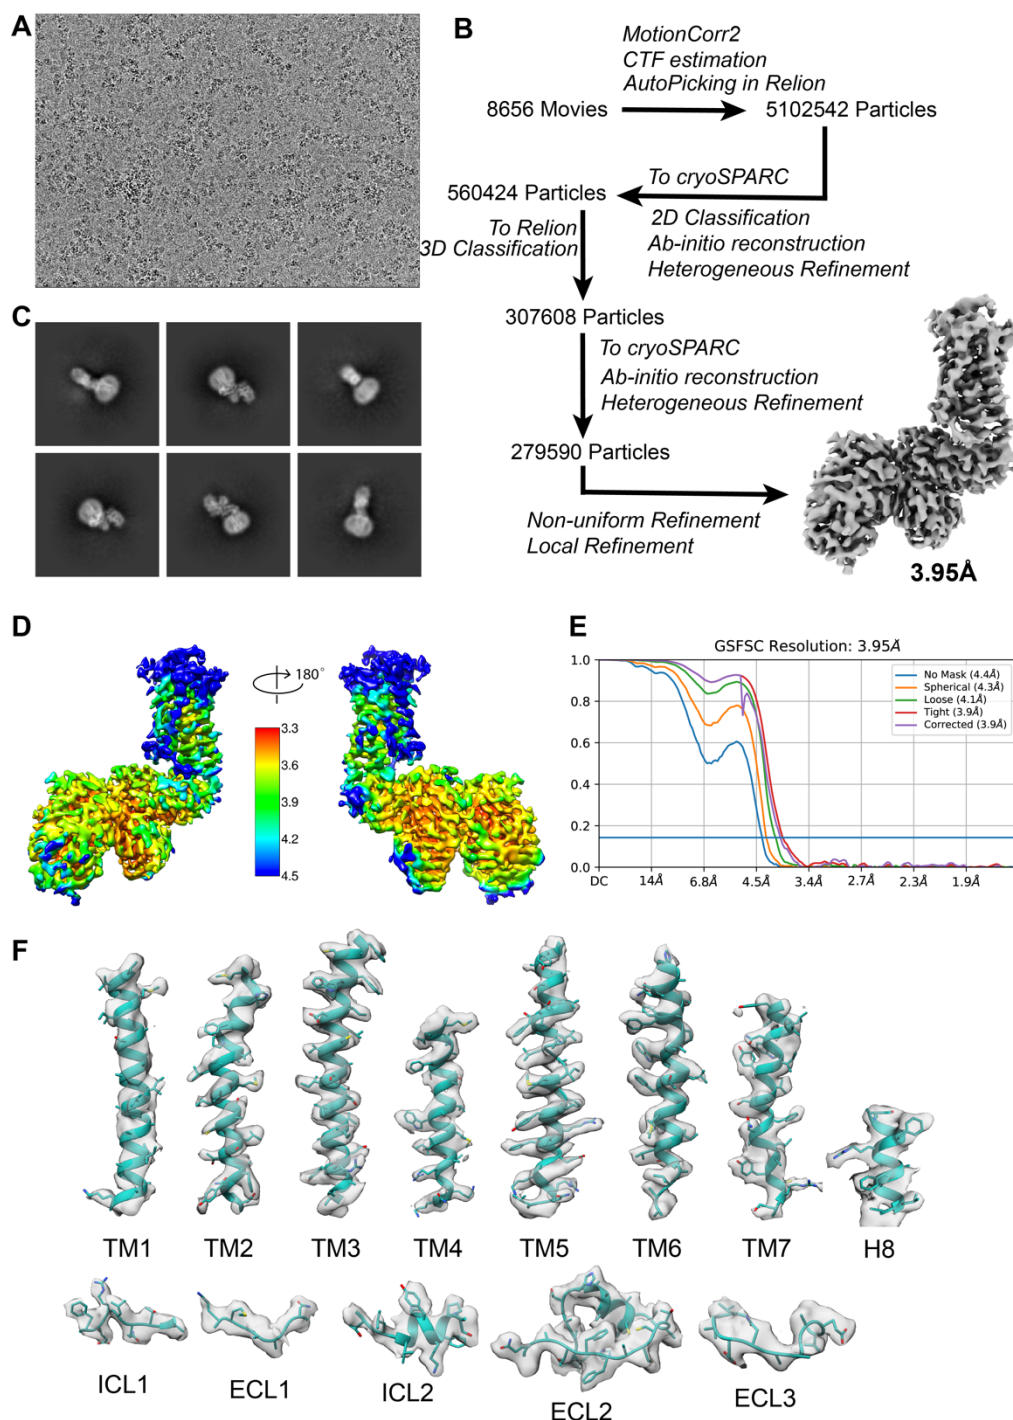 A
B
MotionCorr2
CTF estimation
AutoPicking in Relion
8656 Movies
5102542 Particles
To cryoSPARC
560424 Particles
2D Classification
Ab-initio reconstruction
Heterogeneous Refinement
To Relion
3D Classification
307608 Particles
To cryoSPARC
Ab-initio reconstruction
Heterogeneous Refinement
279590 Particles
Non-uniform Refinement
Local Refinement
3.95Å
C
D
180°
3.3
3.6
3.9
4.2
4.5
E
GSFSC Resolution: 3.95Å
1.0
0.8
0.6
0.4
0.2
0.0
No Mask (4.4Å)
Spherical (4.3Å)
Loose (4.1Å)
Tight (3.9Å)
Corrected (3.9Å)
DC 14Å 6.8Å 4.5Å 3.4Å 2.7Å 2.3Å 1.9Å
F
TM1 TM2 TM3 TM4 TM5 TM6 TM7 H8
ICL1 ECL1 ICL2 ECL2 ECL3